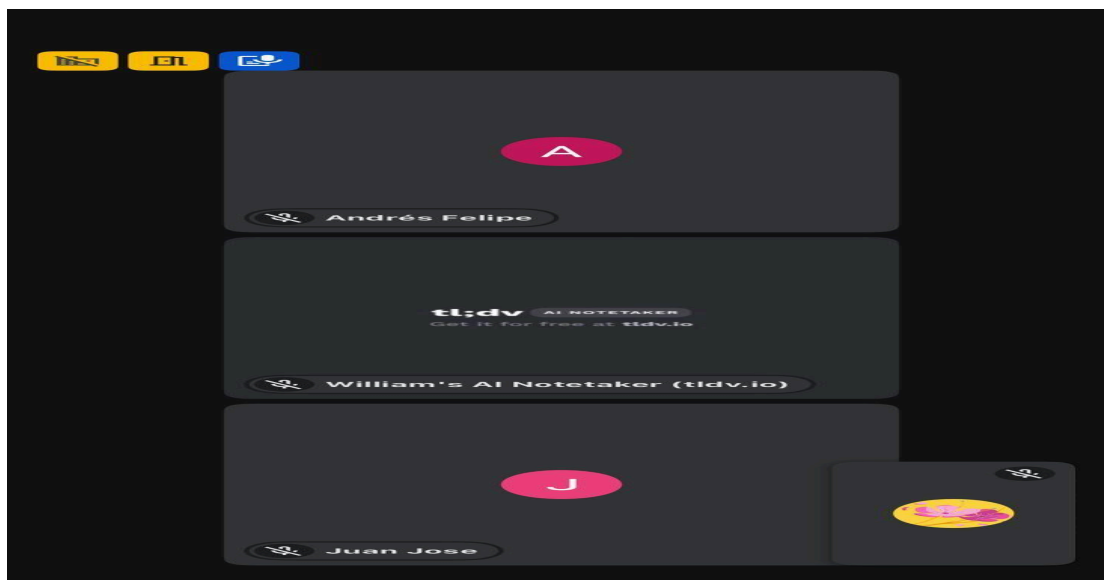 A
Andrés Felipe
tl;dv AI NOTETAKER
Get it for free at tldv.io
William's AI Notetaker (tldv.io)
J
Juan Jose